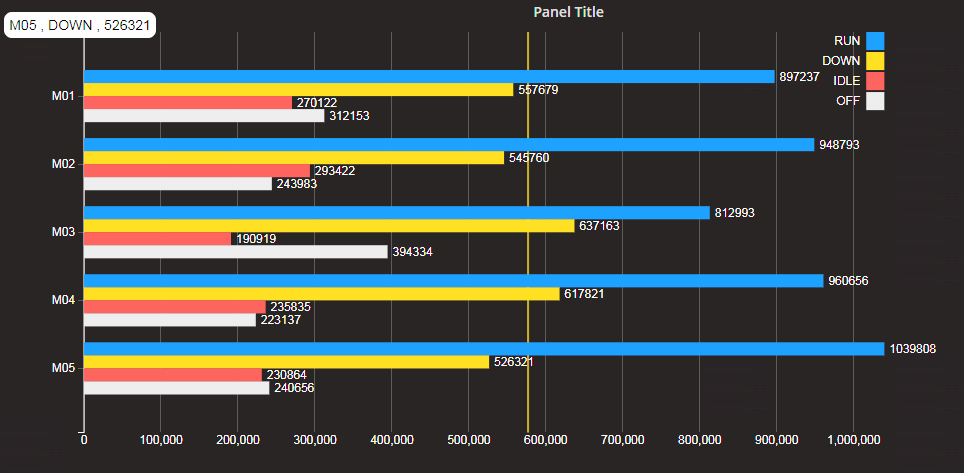 Panel Title
M05 , DOWN , 526321
RUN
DOWN
IDLE
OFF
M01
897237
557679
270122
312153
M02
948793
545760
293422
243983
M03
812993
637163
190919
394334
M04
960656
617821
235835
223137
M05
1039808
526321
230864
240656
0
100,000
200,000
300,000
400,000
500,000
600,000
700,000
800,000
900,000
1,000,000